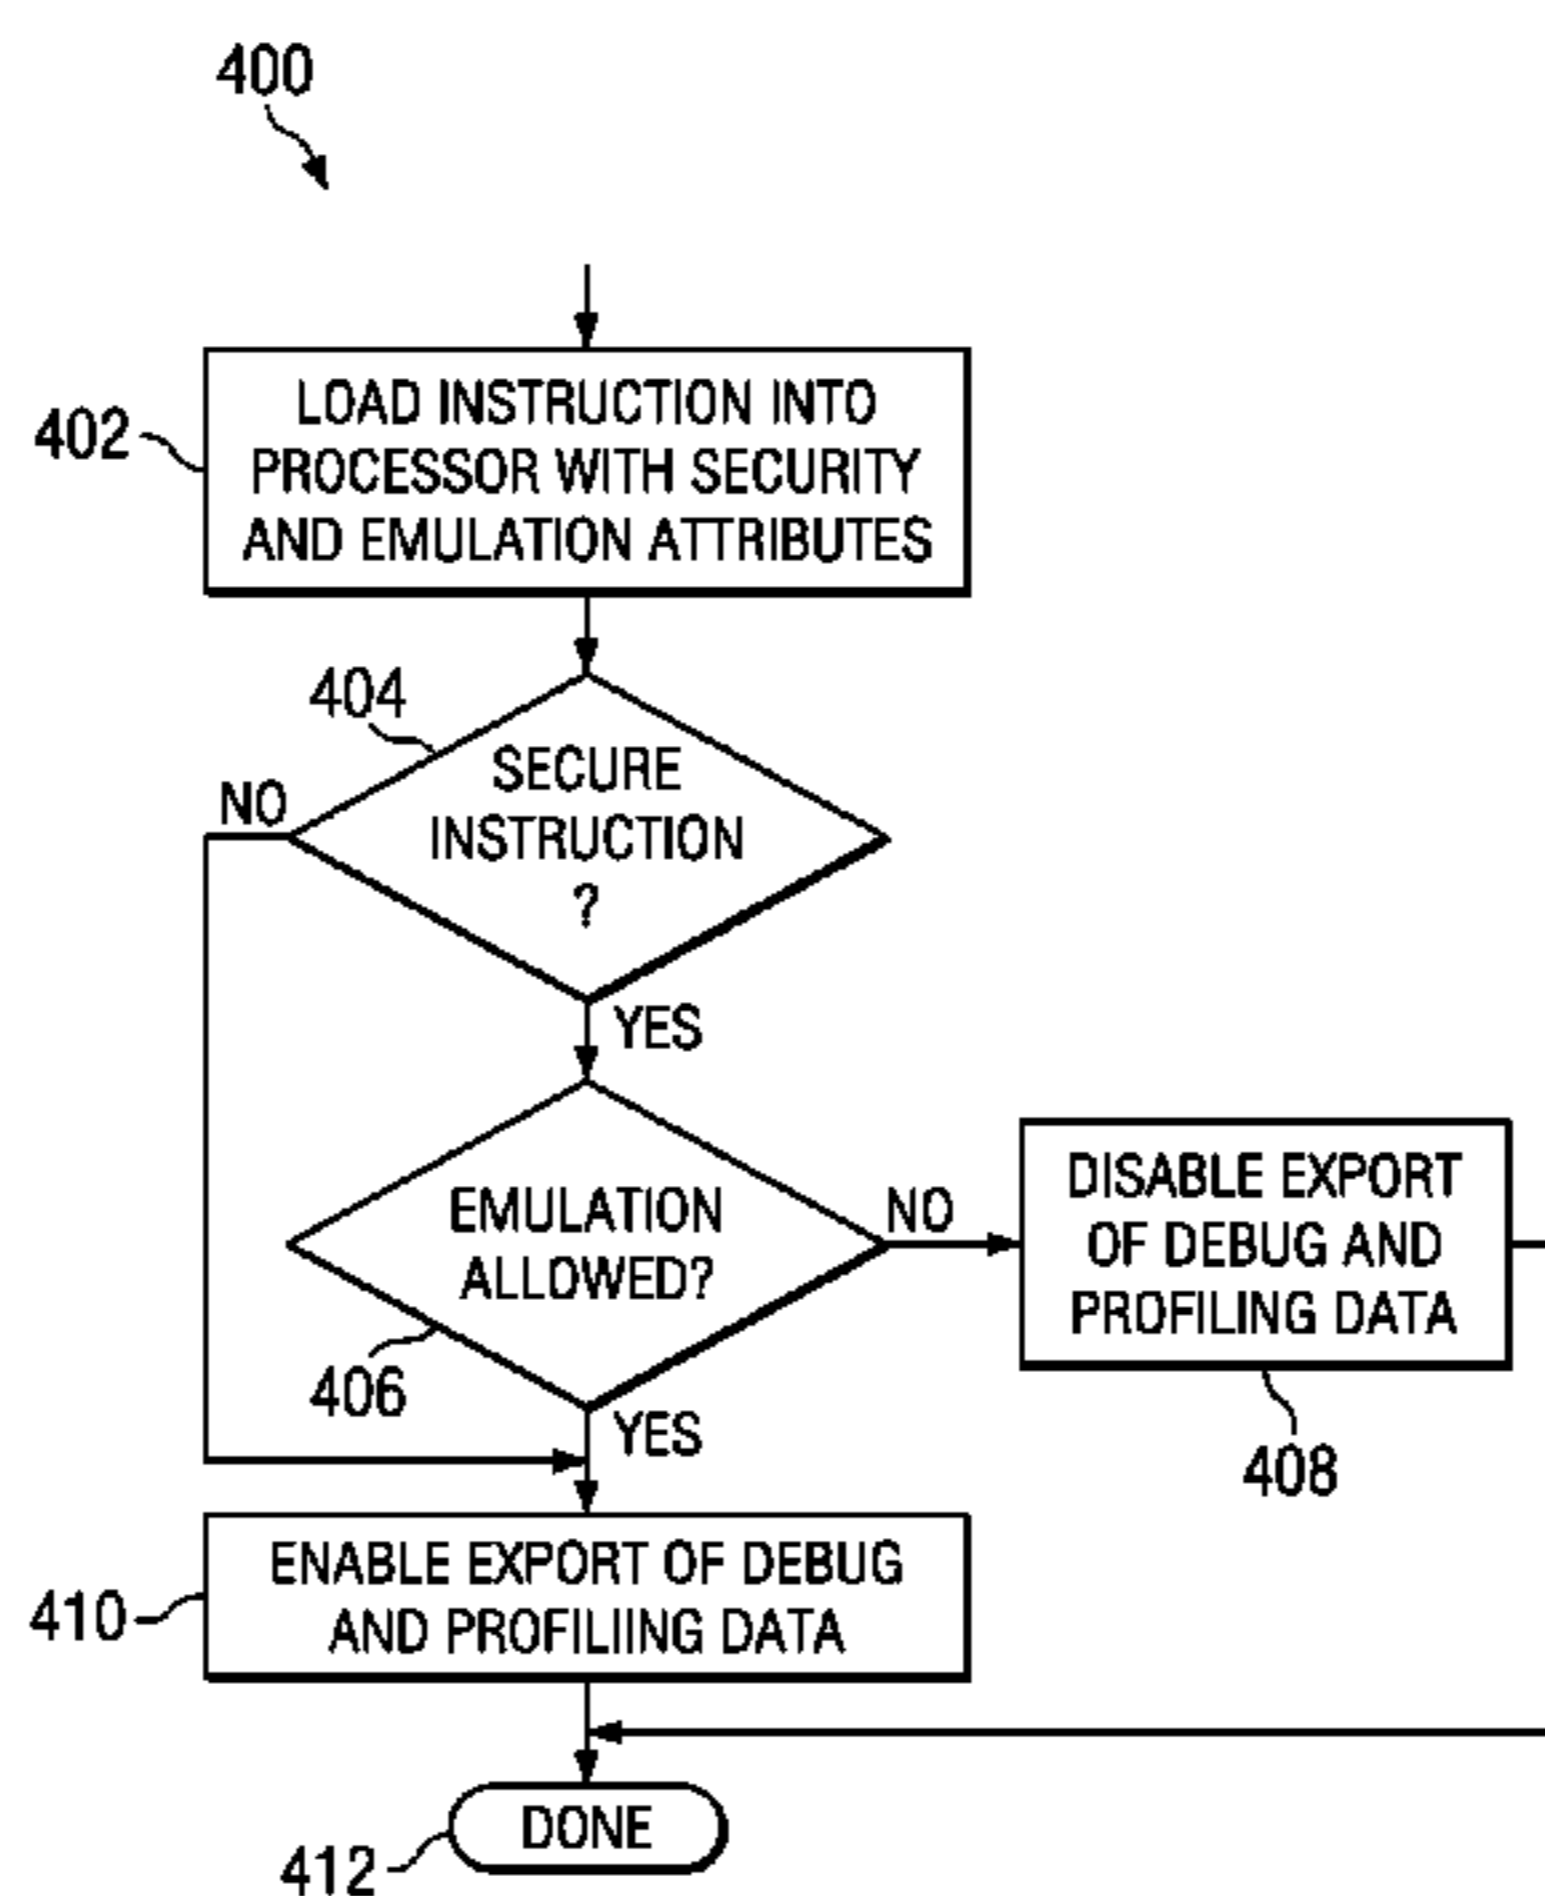 400
402
LOAD INSTRUCTION INTO
PROCESSOR WITH SECURITY
AND EMULATION ATTRIBUTES
404
SECURE
INSTRUCTION
?
NO
YES
EMULATION
ALLOWED?
NO
406
YES
DISABLE EXPORT
OF DEBUG AND
PROFILING DATA
408
410
ENABLE EXPORT OF DEBUG
AND PROFILIING DATA
DONE
412